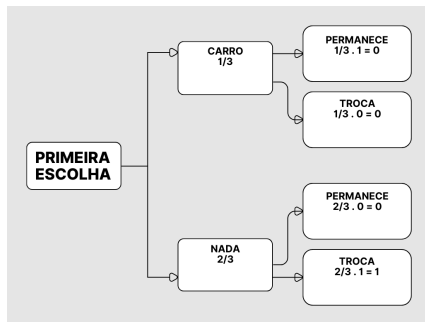 PRIMEIRA
ESCOLHA
CARRO
1/3
PERMANECE
1/3 . 1 = 0
TROCA
1/3 . 0 = 0
NADA
2/3
PERMANECE
2/3 . 0 = 0
TROCA
2/3 . 1 = 1